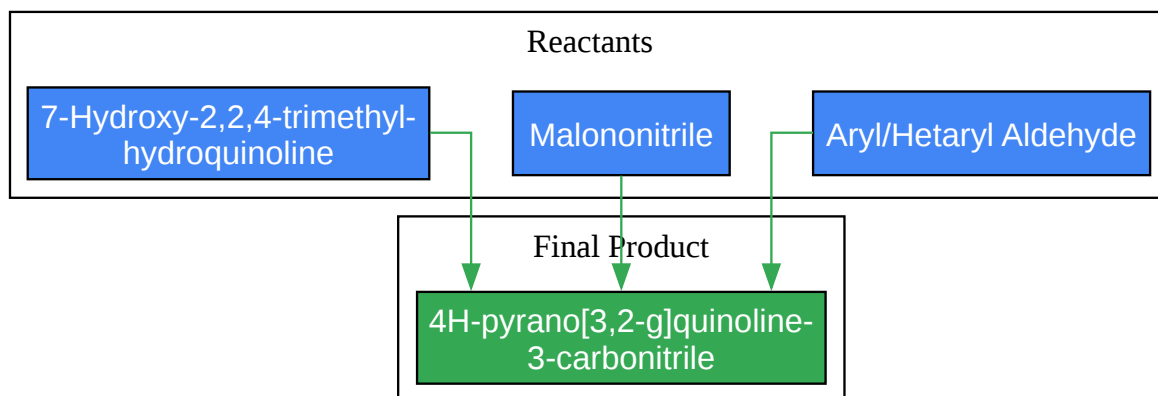 Reactants
7-Hydroxy-2,2,4-trimethyl-
hydroquinoline
Malononitrile
Aryl/Hetaryl Aldehyde
Final Product
4H-pyrano[3,2-g]quinoline-
3-carbonitrile